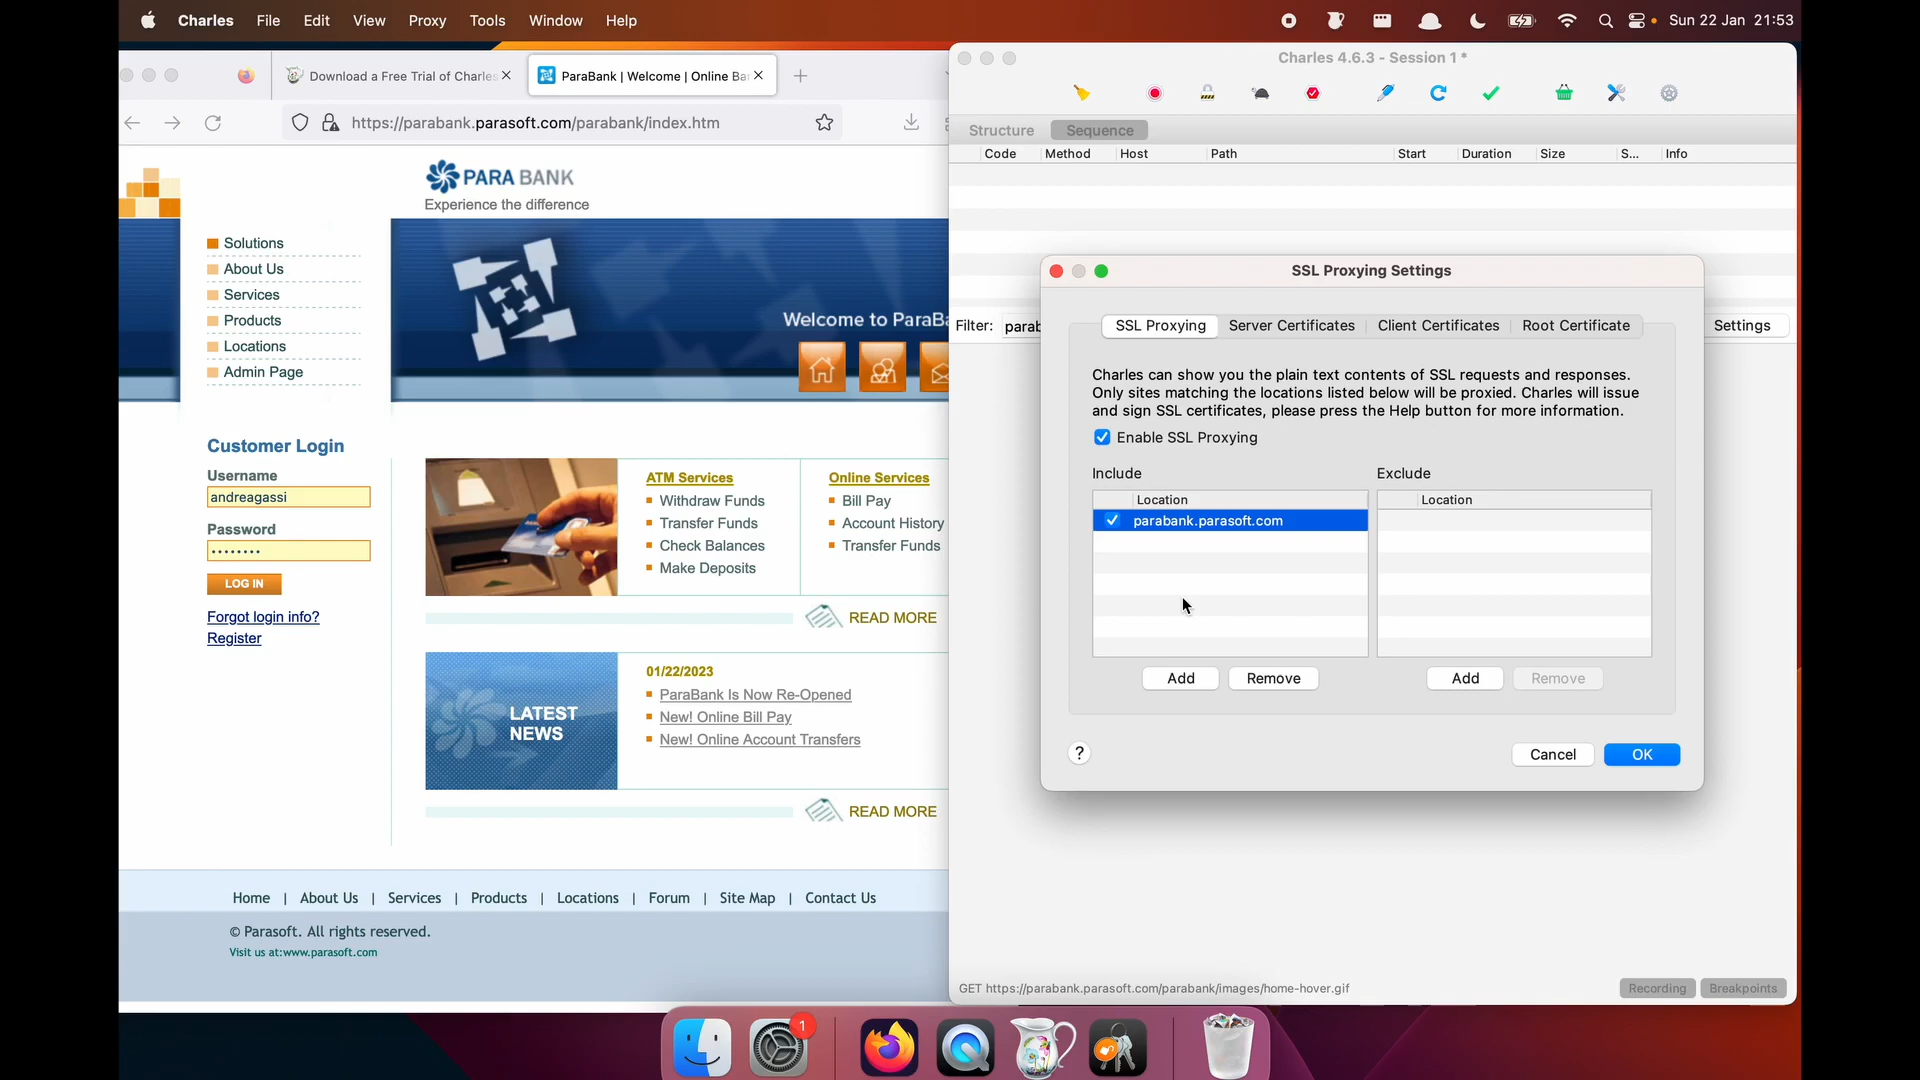 Charles File Edit View Proxy Tools Window Help Sun 22 Jan 21:53
Download a Free Trial of Charles
ParaBank | Welcome | Online Ba
https://parabank.parasoft.com/parabank/index.htm
PARA BANK
Experience the difference
Solutions
About Us
Services
Products
Locations
Admin Page
Welcome to ParaBa
Customer Login
Username
andreagassi
Password
••••••••
LOG IN
Forgot login info?
Register
ATM Services
Withdraw Funds
Transfer Funds
Check Balances
Make Deposits
Online Services
Bill Pay
Account History
Transfer Funds
READ MORE
LATEST
NEWS
01/22/2023
ParaBank Is Now Re-Opened
New! Online Bill Pay
New! Online Account Transfers
READ MORE
Home | About Us | Services | Products | Locations | Forum | Site Map | Contact Us
© Parasoft. All rights reserved.
Visit us at:www.parasoft.com
Charles 4.6.3 - Session 1 *
Structure Sequence
Code Method Host Path Start Duration Size S... Info
Filter: parab Settings
SSL Proxying Settings
SSL Proxying Server Certificates Client Certificates Root Certificate
Charles can show you the plain text contents of SSL requests and responses.
Only sites matching the locations listed below will be proxied. Charles will issue
and sign SSL certificates, please press the Help button for more information.
Enable SSL Proxying
Include Exclude
Location Location
parabank.parasoft.com
Add Remove Add Remove
? Cancel OK
GET https://parabank.parasoft.com/parabank/images/home-hover.gif Recording Breakpoints
1